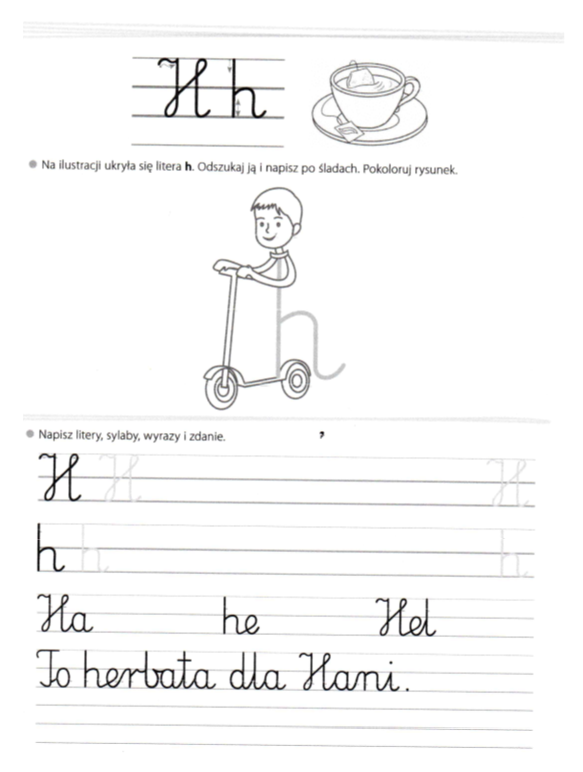 H h
Na ilustracji ukryła się litera h. Odszukaj ją i napisz po śladach. Pokoloruj rysunek.
h
Napisz litery, sylaby, wyrazy i zdanie.
H H H
h h h
Ha he Hel
To herbata dla Hani.